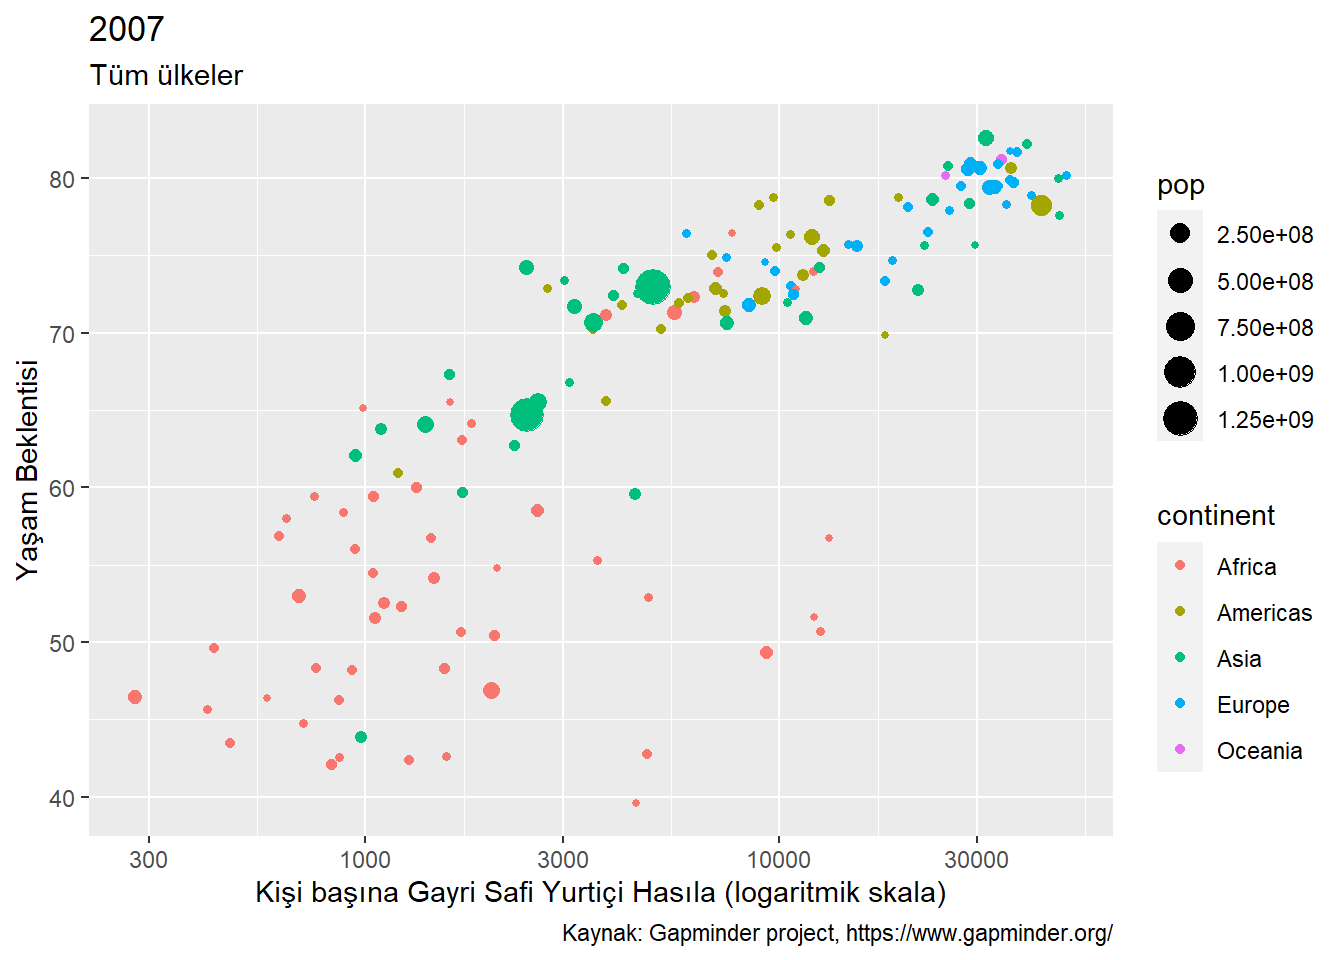 2007
Tüm ülkeler
80
70
60
50
40
Yaşam Beklentisi
300 1000 3000 10000 30000
Kişi başına Gayri Safi Yurtiçi Hasıla (logaritmik skala)
Kaynak: Gapminder project, https://www.gapminder.org/
pop
2.50e+08
5.00e+08
7.50e+08
1.00e+09
1.25e+09
continent
Africa
Americas
Asia
Europe
Oceania